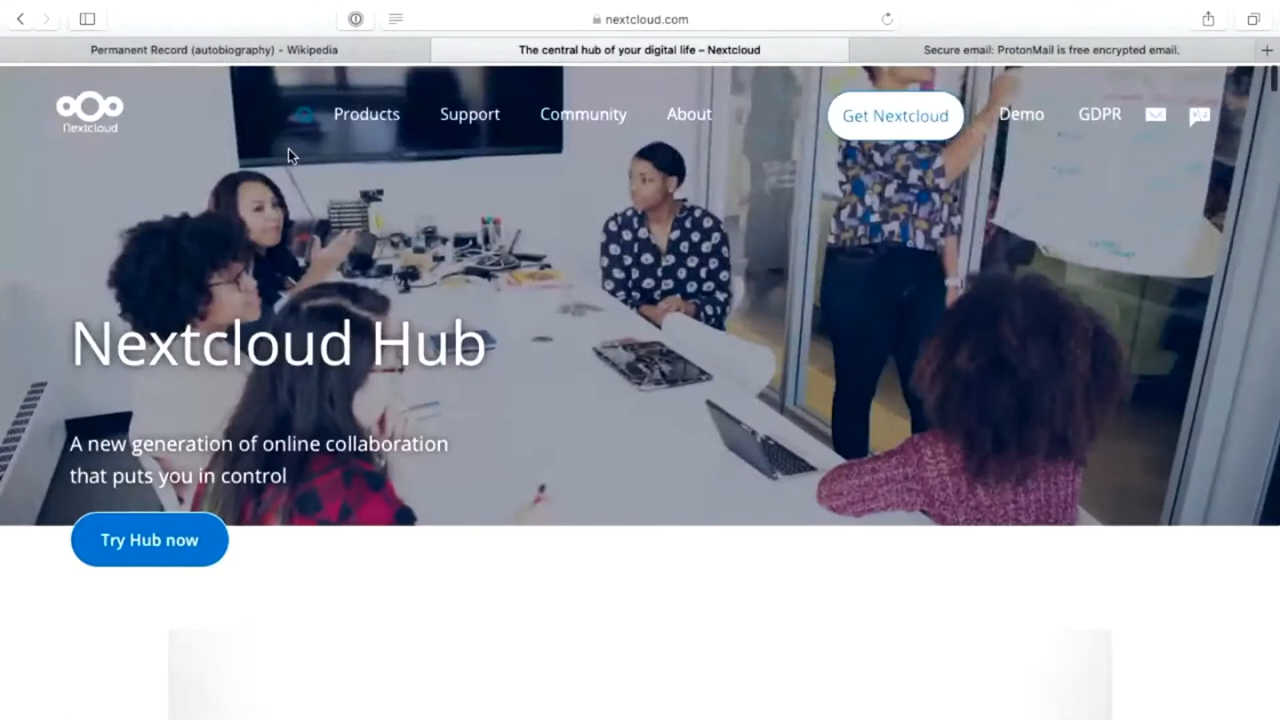 nextcloud.com
Permanent Record (autobiography) - Wikipedia
The central hub of your digital life – Nextcloud
Secure email: ProtonMail is free encrypted email.
Nextcloud
Products
Support
Community
About
Get Nextcloud
Demo
GDPR
Nextcloud Hub
A new generation of online collaboration
that puts you in control
Try Hub now